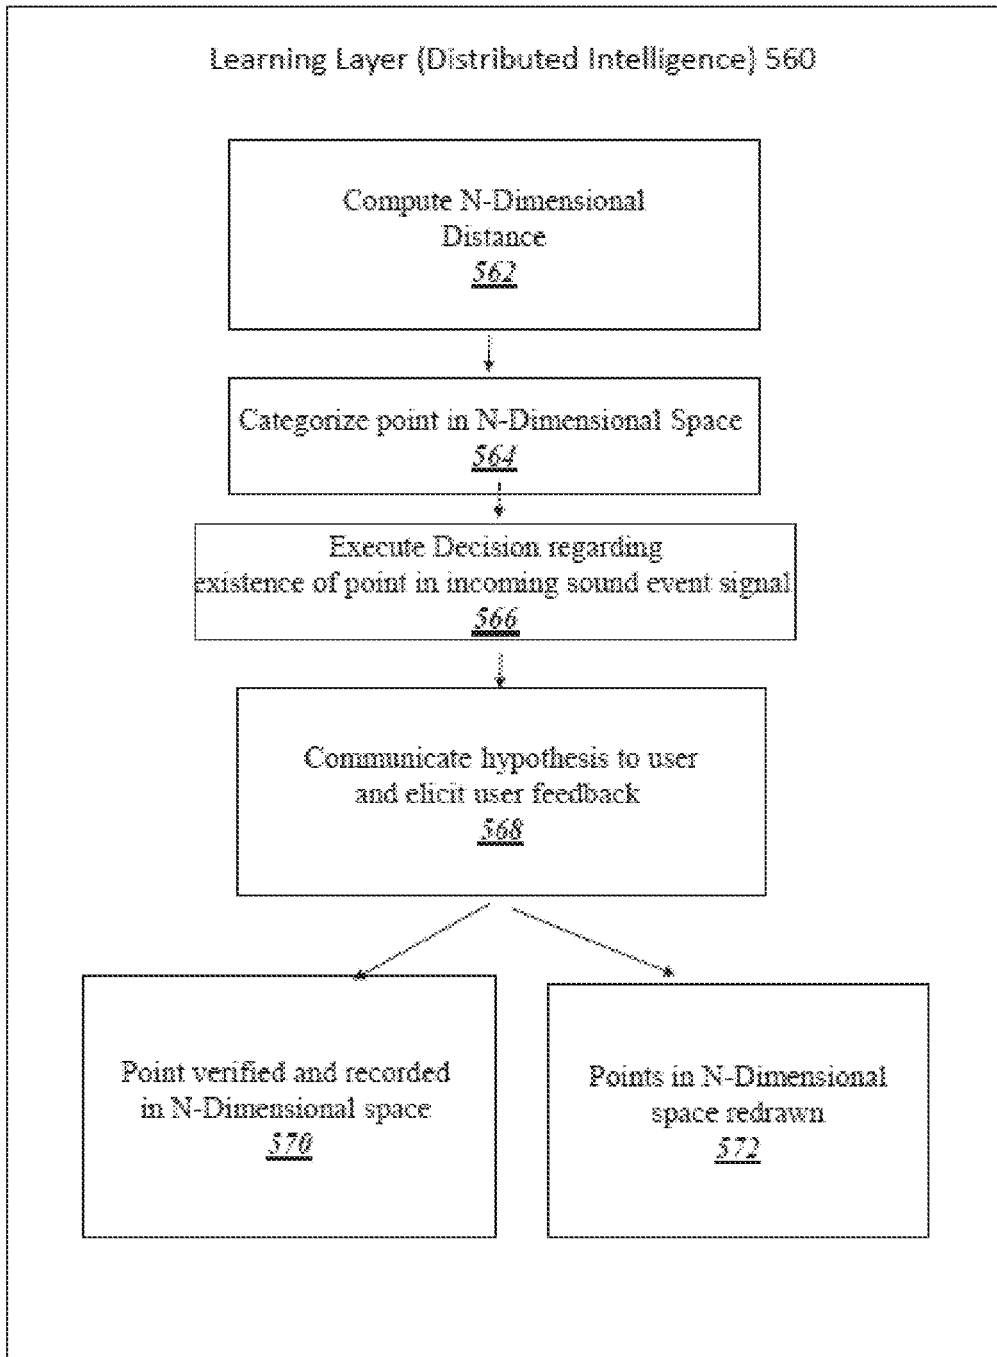 Learning Layer (Distributed Intelligence) 560
Compute N-Dimensional
Distance
562
Categorize point in N-Dimensional Space
564
Execute Decision regarding
existence of point in incoming sound event signal
566
Communicate hypothesis to user
and elicit user feedback
568
Point verified and recorded
in N-Dimensional space
570
Points in N-Dimensional
space redrawn
572